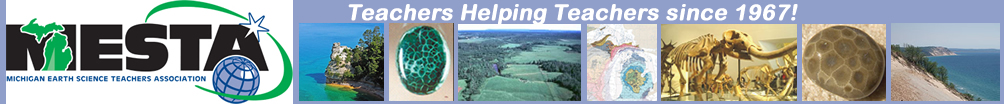 Teachers Helping Teachers since 1967!
MESTA
MICHIGAN EARTH SCIENCE TEACHERS ASSOCIATION